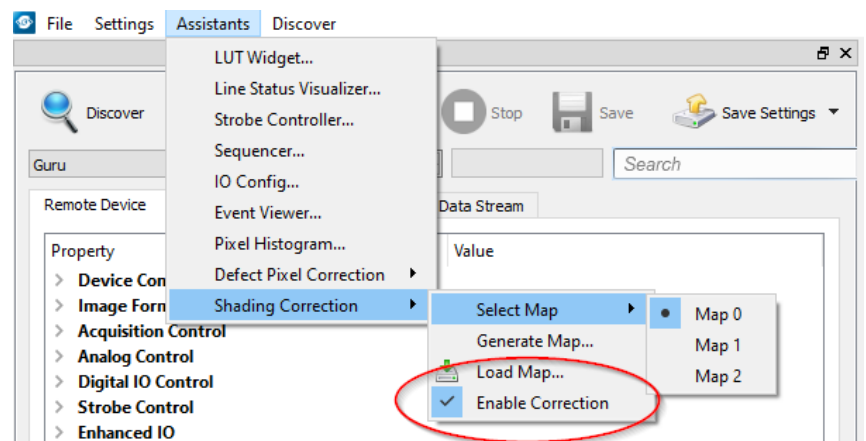 File Settings Assistants Discover
LUT Widget...
Line Status Visualizer...
Strobe Controller...
Sequencer...
IO Config...
Event Viewer...
Pixel Histogram...
Defect Pixel Correction
Shading Correction
Discover Stop Save Save Settings
Guru Search
Remote Device Data Stream
Property Value
Device Con
Image Form
Acquisition Control
Analog Control
Digital IO Control
Strobe Control
Enhanced IO
Select Map
Generate Map...
Load Map...
Enable Correction
Map 0
Map 1
Map 2